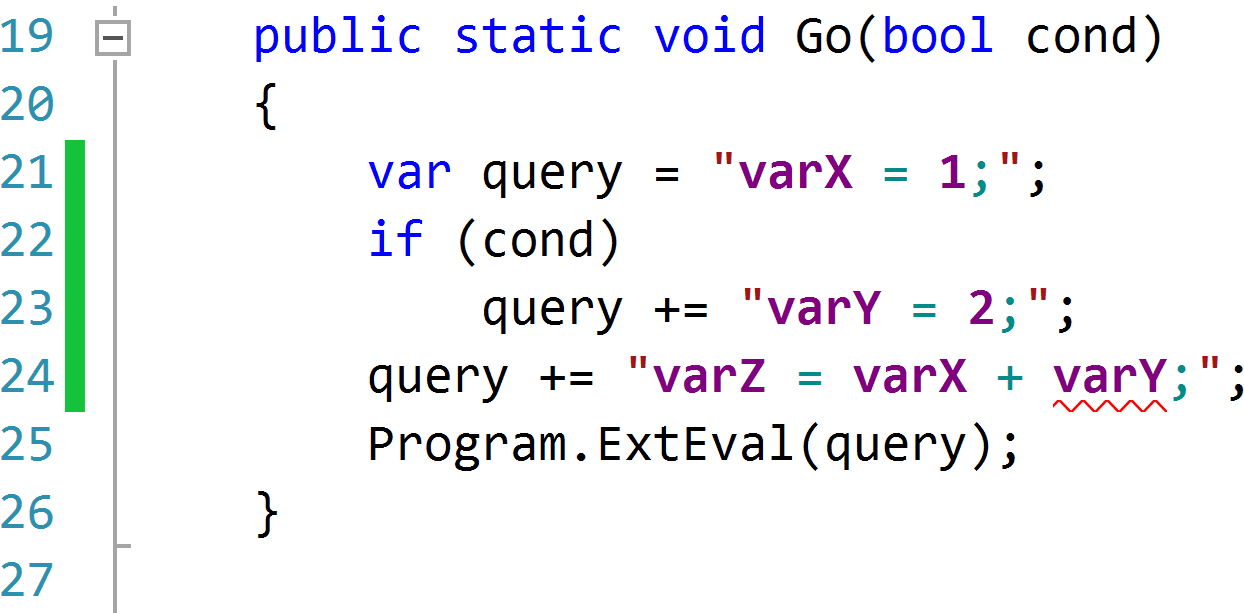 19 public static void Go(bool cond)
20 {
21 var query = "varX = 1;";
22 if (cond)
23 query += "varY = 2;";
24 query += "varZ = varX + varY;";
25 Program.ExtEval(query);
26 }
27